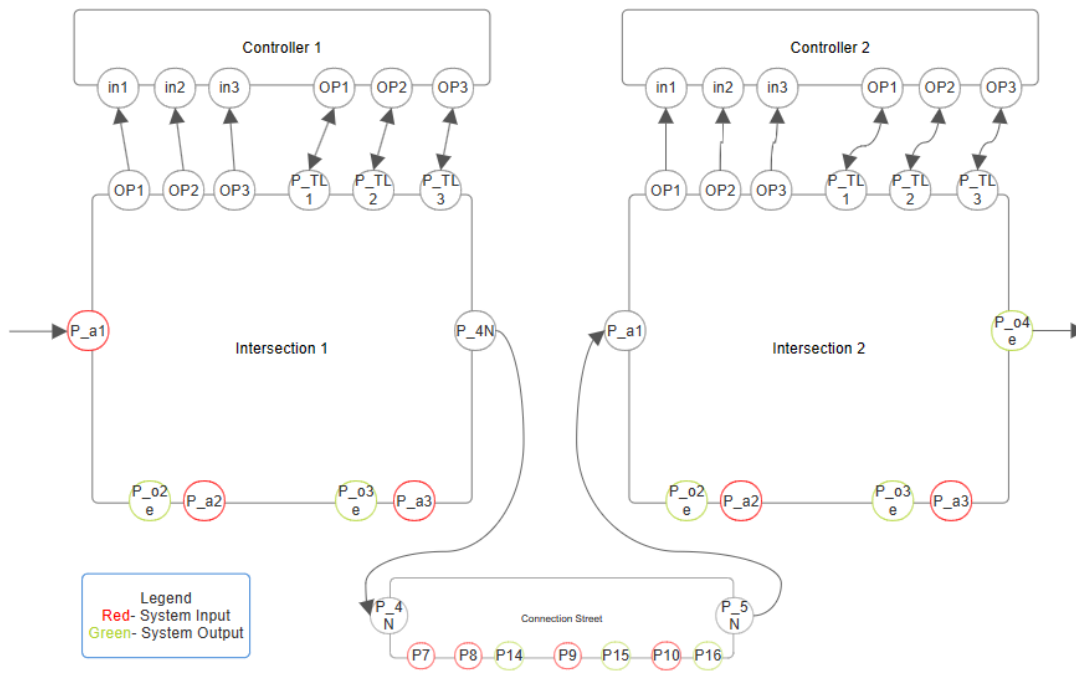 Controller 1
Controller 2
in1 in2 in3 OP1 OP2 OP3
in1 in2 in3 OP1 OP2 OP3
OP1 OP2 OP3 P_TL
1 P_TL
2 P_TL
3
OP1 OP2 OP3 P_TL
1 P_TL
2 P_TL
3
P_a1
P_4N
Intersection 1
P_a1
P_o4
e
Intersection 2
P_o2
e
P_a2
P_o3
e
P_a3
P_o2
e
P_a2
P_o3
e
P_a3
Legend
Red- System Input
Green- System Output
P_4
N
Connection Street
P_5
N
P7 P8 P14 P9 P15 P10 P16